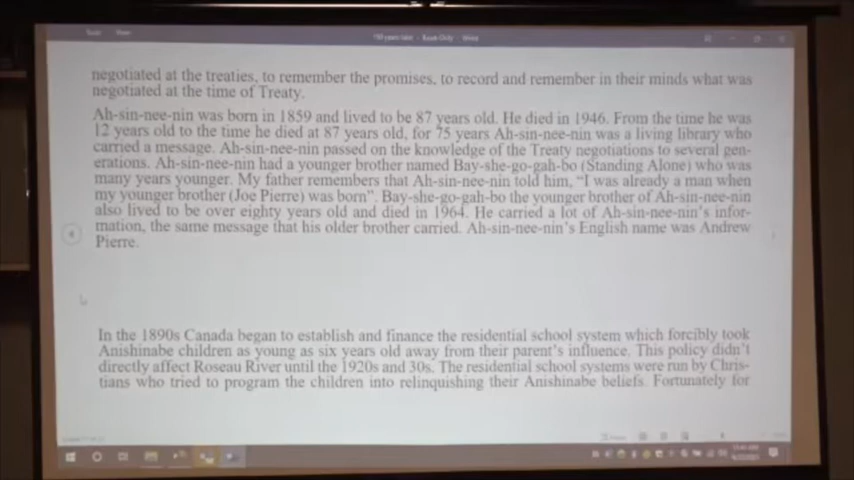 negotiated at the treaties, to remember the promises, to record and remember in their minds what was
negotiated at the time of Treaty.
Ah-sin-nee-nin was born in 1859 and lived to be 87 years old. He died in 1946. From the time he was
12 years old to the time he died at 87 years old, for 75 years Ah-sin-nee-nin was a living library who
carried a message. Ah-sin-nee-nin passed on the knowledge of the Treaty negotiations to several gen-
erations. Ah-sin-nee-nin had a younger brother named Bay-she-go-gah-bo (Standing Alone) who was
many years younger. My father remembers that Ah-sin-nee-nin told him, “I was already a man when
my younger brother (Joe Pierre) was born”. Bay-she-go-gah-bo the younger brother of Ah-sin-nee-nin
also lived to be over eighty years old and died in 1964. He carried a lot of Ah-sin-nee-nin’s infor-
mation, the same message that his older brother carried. Ah-sin-nee-nin’s English name was Andrew
Pierre.
In the 1890s Canada began to establish and finance the residential school system which forcibly took
Anishinabe children as young as six years old away from their parent’s influence. This policy didn’t
directly affect Roseau River until the 1920s and 30s. The residential school systems were run by Chris-
tians who tried to program the children into relinquishing their Anishinabe beliefs. Fortunately for